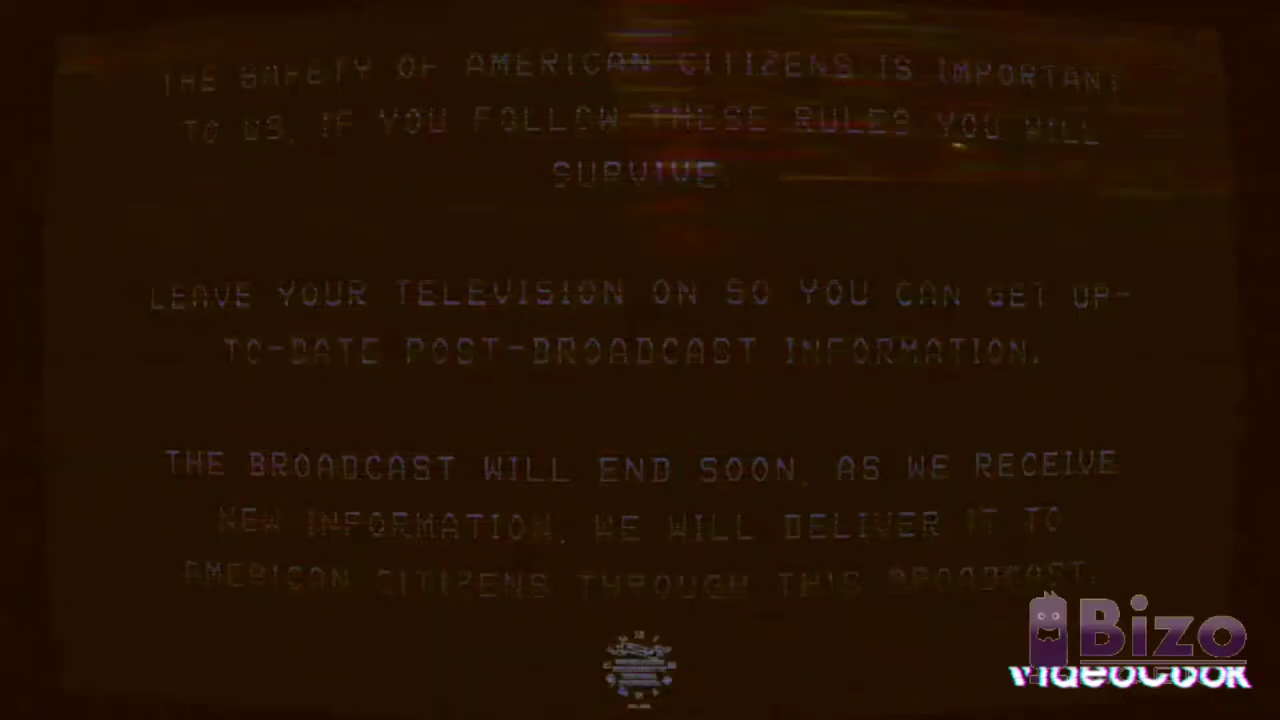 THE SAFETY OF AMERICAN CITIZENS IS IMPORTANT
TO US. IF YOU FOLLOW THESE RULES YOU WILL
SURVIVE.
LEAVE YOUR TELEVISION ON SO YOU CAN GET UP-
TO-DATE POST-BROADCAST INFORMATION.
THE BROADCAST WILL END SOON. AS WE RECEIVE
NEW INFORMATION, WE WILL DELIVER IT TO
AMERICAN CITIZENS THROUGH THIS BROADCAST.
Bizo
VideoCook